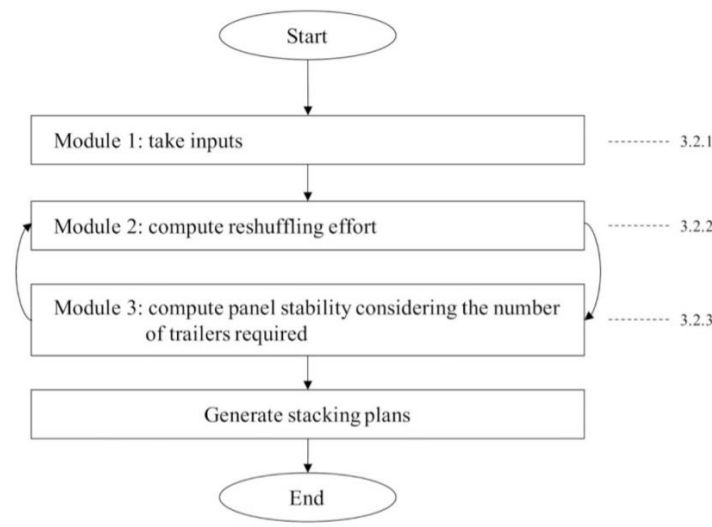 Start
Module 1: take inputs
3.2.1
Module 2: compute reshuffling effort
3.2.2
Module 3: compute panel stability considering the number
of trailers required
3.2.3
Generate stacking plans
End